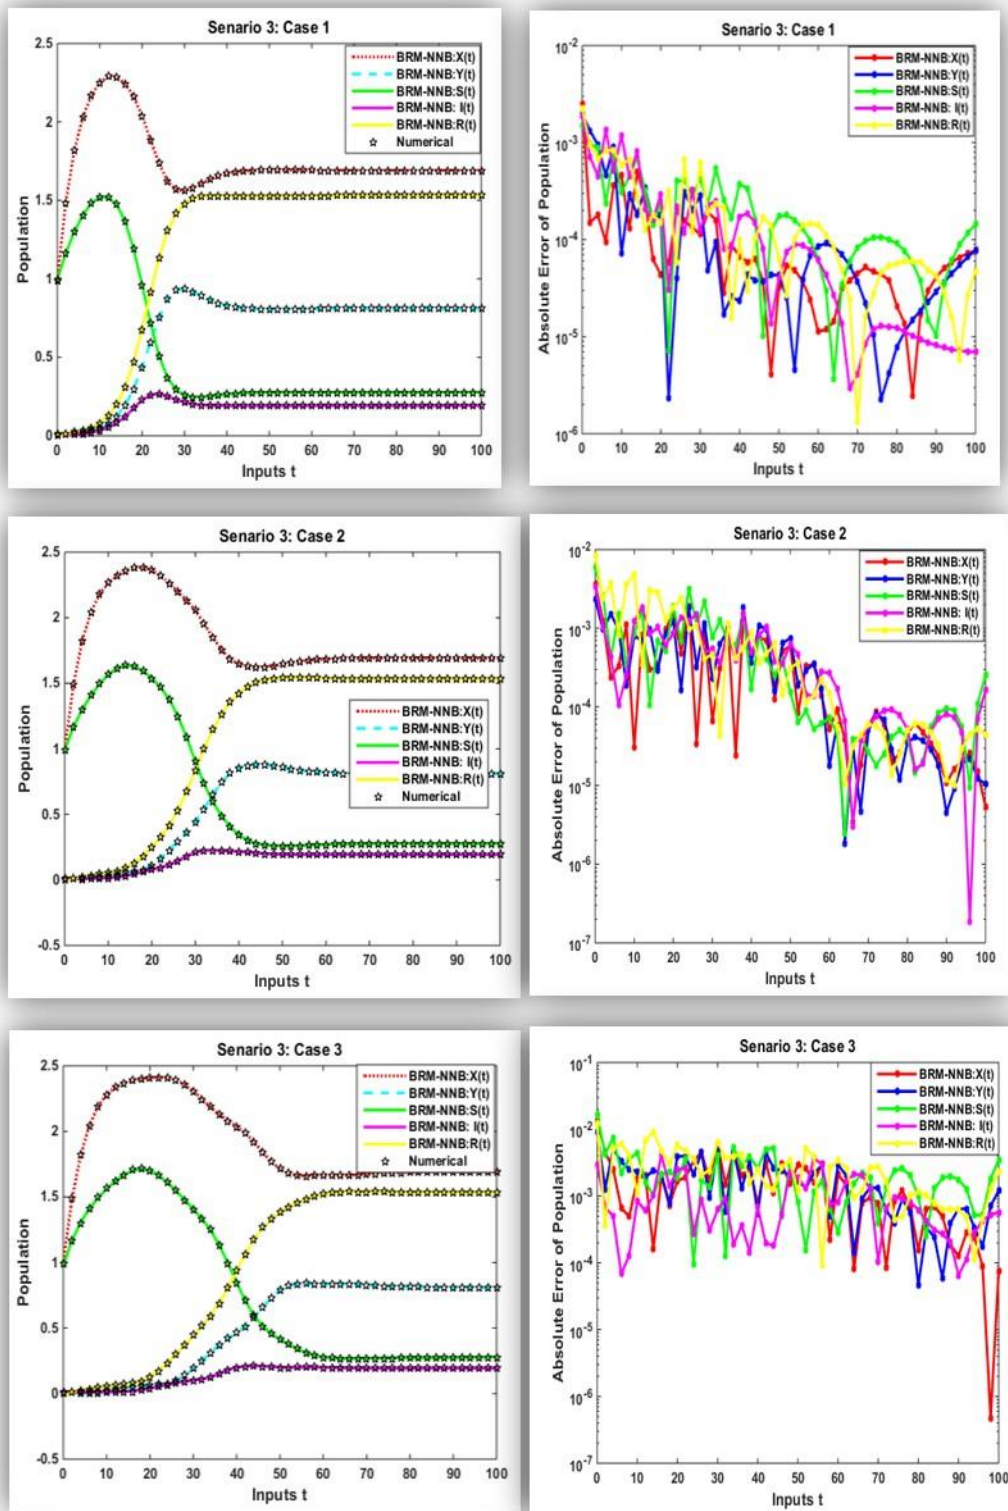 Senario 3: Case 1
2.5
2
1.5
1
0.5
0
Population
0 10 20 30 40 50 60 70 80 90 100
Inputs t
BRM-NNB:X(t)
BRM-NNB:Y(t)
BRM-NNB:S(t)
BRM-NNB: I(t)
BRM-NNB:R(t)
Numerical
Senario 3: Case 1
10-2
10-3
10-4
10-5
10-6
Absolute Error of Population
0 10 20 30 40 50 60 70 80 90 100
Inputs t
BRM-NNB:X(t)
BRM-NNB:Y(t)
BRM-NNB:S(t)
BRM-NNB: I(t)
BRM-NNB:R(t)
Senario 3: Case 2
2.5
2
1.5
1
0.5
0
-0.5
Population
0 10 20 30 40 50 60 70 80 90 100
Inputs t
BRM-NNB:X(t)
BRM-NNB:Y(t)
BRM-NNB:S(t)
BRM-NNB: I(t)
BRM-NNB:R(t)
Numerical
Senario 3: Case 2
10-2
10-3
10-4
10-5
10-6
10-7
Absolute Error of Population
0 10 20 30 40 50 60 70 80 90 100
Inputs t
BRM-NNB:X(t)
BRM-NNB:Y(t)
BRM-NNB:S(t)
BRM-NNB: I(t)
BRM-NNB:R(t)
Senario 3: Case 3
2.5
2
1.5
1
0.5
0
-0.5
Population
0 10 20 30 40 50 60 70 80 90 100
Inputs t
BRM-NNB:X(t)
BRM-NNB:Y(t)
BRM-NNB:S(t)
BRM-NNB: I(t)
BRM-NNB:R(t)
Numerical
Senario 3: Case 3
10-1
10-2
10-3
10-4
10-5
10-6
10-7
Absolute Error of Population
0 10 20 30 40 50 60 70 80 90 100
Inputs t
BRM-NNB:X(t)
BRM-NNB:Y(t)
BRM-NNB:S(t)
BRM-NNB: I(t)
BRM-NNB:R(t)